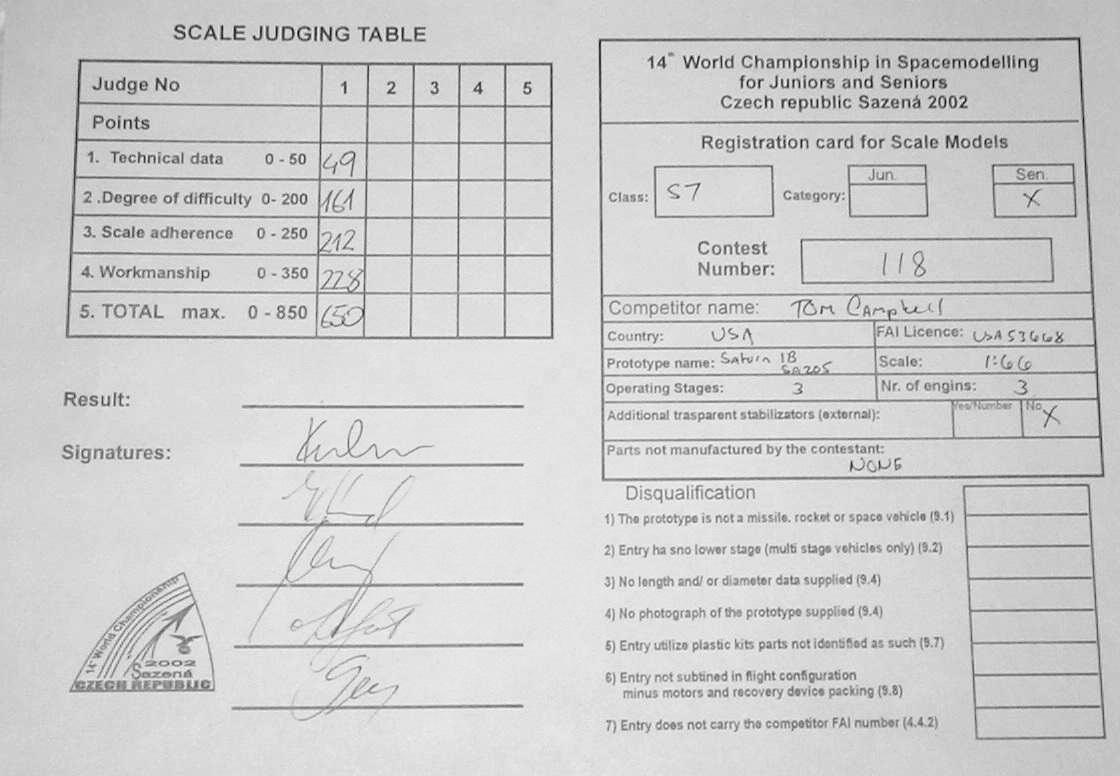 SCALE JUDGING TABLE
Judge No 1 2 3 4 5
Points
1. Technical data 0 - 50 49
2 .Degree of difficulty 0- 200 161
3. Scale adherence 0 - 250 212
4. Workmanship 0 - 350 228
5. TOTAL max. 0 - 850 650
Result:
Signatures:
14th World Championship
2002
Sazená
CZECH REPUBLIC
14th World Championship in Spacemodelling
for Juniors and Seniors
Czech republic Sazená 2002
Registration card for Scale Models
Class: S7 Category: Jun. Sen. X
Contest
Number: 118
Competitor name: Tom Campbell
Country: USA FAI Licence: USA53668
Prototype name: Saturn 1B
SA205 Scale: 1:66
Operating Stages: 3 Nr. of engins: 3
Additional trasparent stabilizators (external): Yes/Number No X
Parts not manufactured by the contestant:
NONE
Disqualification
1) The prototype is not a missile. rocket or space vehicle (9.1)
2) Entry ha sno lower stage (multi stage vehicles only) (9.2)
3) No length and/ or diameter data supplied (9.4)
4) No photograph of the prototype supplied (9.4)
5) Entry utilize plastic kits parts not identified as such (9.7)
6) Entry not subtined in flight configuration
minus motors and recovery device packing (9.8)
7) Entry does not carry the competitor FAI number (4.4.2)